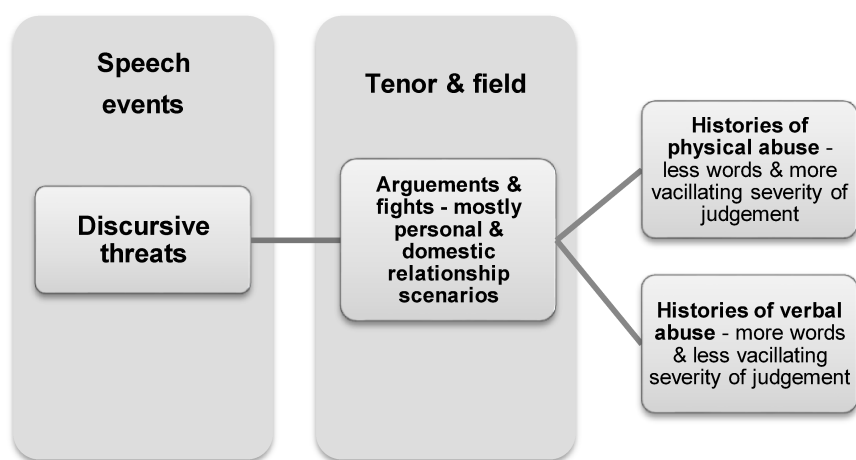 Speech
events
Discursive
threats
Tenor & field
Arguements &
fights - mostly
personal &
domestic
relationship
scenarios
Histories of
physical abuse -
less words & more
vacillating severity of
judgement
Histories of verbal
abuse - more words
& less vacillating
severity of judgement